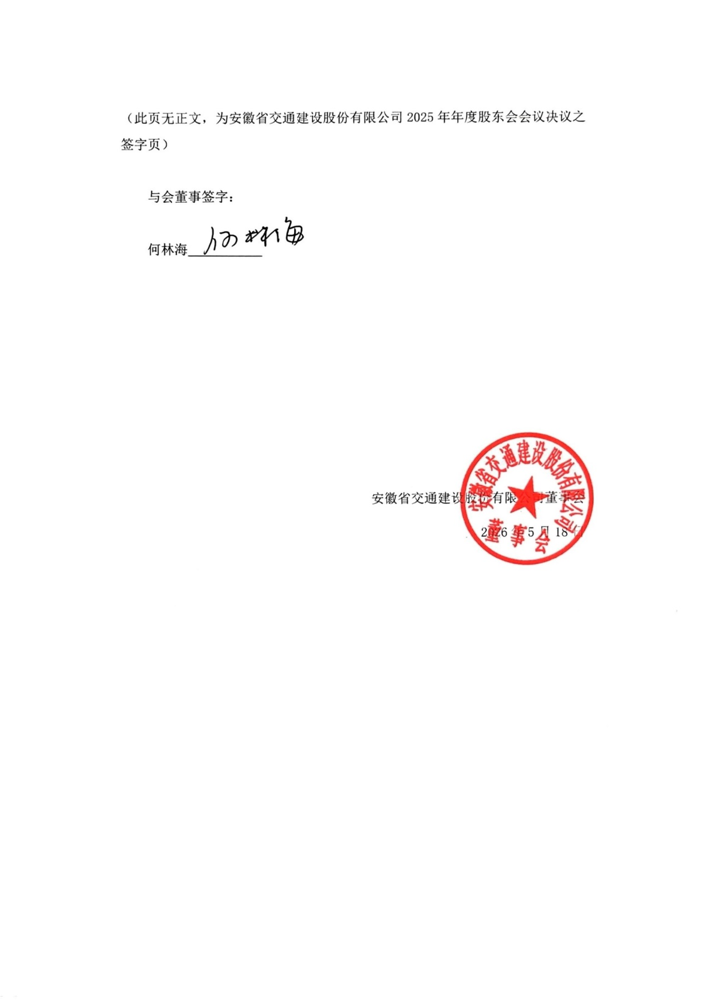 （此页无正文，为安徽省交通建设股份有限公司 2025 年年度股东会会议决议之
签字页）
与会董事签字：
何林海 何林海
安徽省交通建设股份有限公司董事会
2026 年 5 月 18 日
安徽省交通建设股份有限公司
董事会